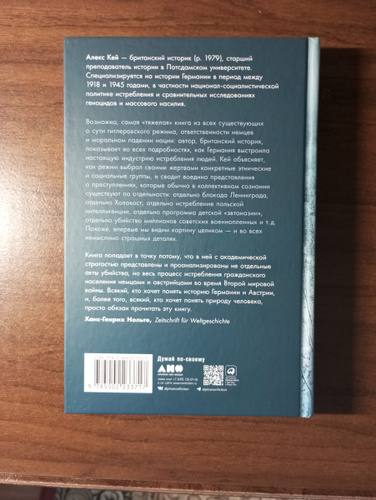 Алекс Кей — британский историк (р. 1979), старший
преподаватель истории в Потсдамском университете.
Специализируется на истории Германии в период между
1918 и 1945 годами, в частности национал-социалистической
политике истребления и сравнительных исследованиях
геноцидов и массового насилия.
Возможно, самая «тяжелая» книга из всех существующих
о сути гитлеровского режима, ответственности немцев
и моральном падении нации: автор, британский историк,
показывает во всех подробностях, как Германия выстроила
настоящую индустрию истребления людей. Кей объясняет,
как режим выбрал своими жертвами конкретные этнические
и социальные группы, и сводит воедино представления
о преступлениях, которые обычно в коллективном сознании
существуют по отдельности: отдельно блокада Ленинграда,
отдельно Холокост, отдельно истребление польской
интеллигенции, отдельно программа детской «эвтаназии»,
отдельно убийство миллионов советских военнопленных и т.д.
Похоже, впервые мы видим картину целиком — и во всех
немыслимо страшных деталях.
Книга попадает в точку потому, что в ней с академической
строгостью представлены и проанализированы не отдельные
акты убийства, но весь процесс истребления гражданского
населения немцами и австрийцами во время Второй мировой
войны. Всякий, кто хочет понять историю Германии и Австрии,
и, более того, всякий, кто хочет понять природу человека,
просто обязан прочитать эту книгу.
Ханс-Генрих Нольте, Zeitschrift für Weltgeschichte
Думай по-своему